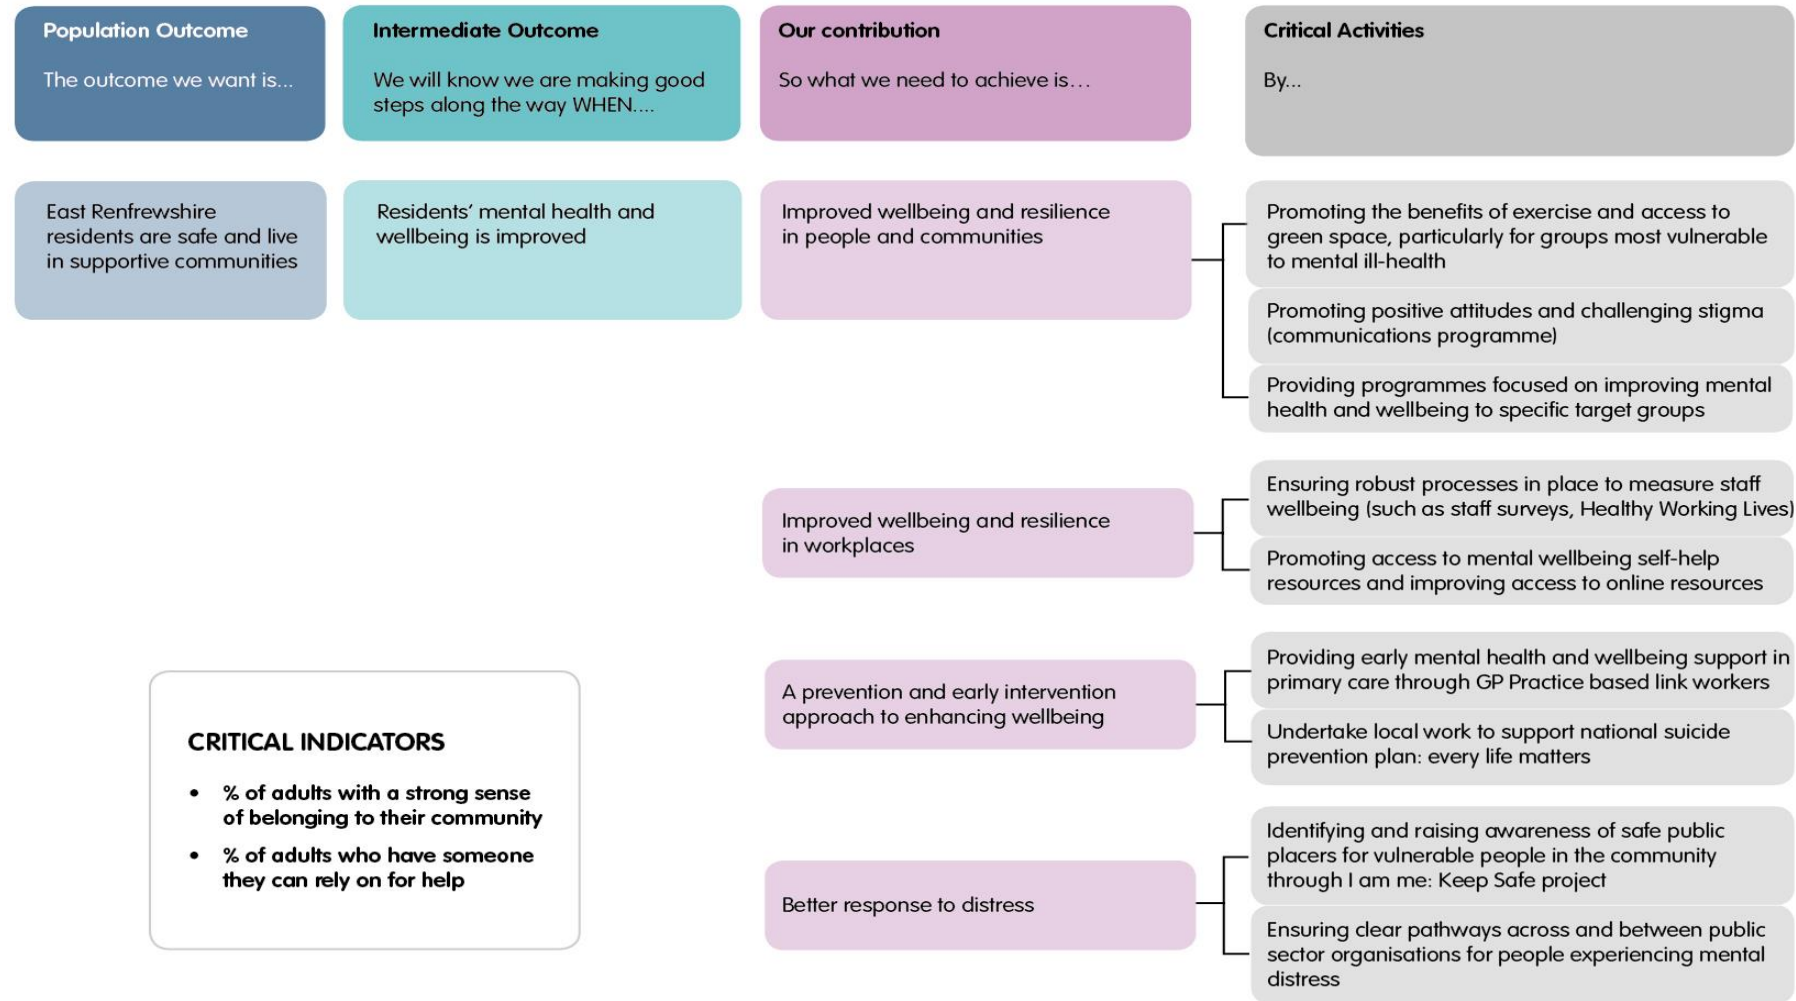 Population Outcome
The outcome we want is...
Intermediate Outcome
We will know we are making good
steps along the way WHEN....
Our contribution
So what we need to achieve is...
Critical Activities
By...
East Renfrewshire
residents are safe and live
in supportive communities
Residents’ mental health and
wellbeing is improved
Improved wellbeing and resilience
in people and communities
Promoting the benefits of exercise and access to
green space, particularly for groups most vulnerable
to mental ill-health
Promoting positive attitudes and challenging stigma
(communications programme)
Providing programmes focused on improving mental
health and wellbeing to specific target groups
Improved wellbeing and resilience
in workplaces
Ensuring robust processes in place to measure staff
wellbeing (such as staff surveys, Healthy Working Lives)
Promoting access to mental wellbeing self-help
resources and improving access to online resources
A prevention and early intervention
approach to enhancing wellbeing
Providing early mental health and wellbeing support in
primary care through GP Practice based link workers
Undertake local work to support national suicide
prevention plan: every life matters
Better response to distress
Identifying and raising awareness of safe public
placers for vulnerable people in the community
through I am me: Keep Safe project
Ensuring clear pathways across and between public
sector organisations for people experiencing mental
distress
CRITICAL INDICATORS
• % of adults with a strong sense
of belonging to their community
• % of adults who have someone
they can rely on for help